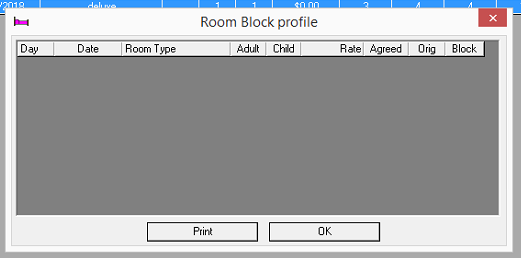 /2018 deluxe 1 1 $0.00 3 4 4
Room Block profile
Day Date Room Type Adult Child Rate Agreed Orig Block
Print OK